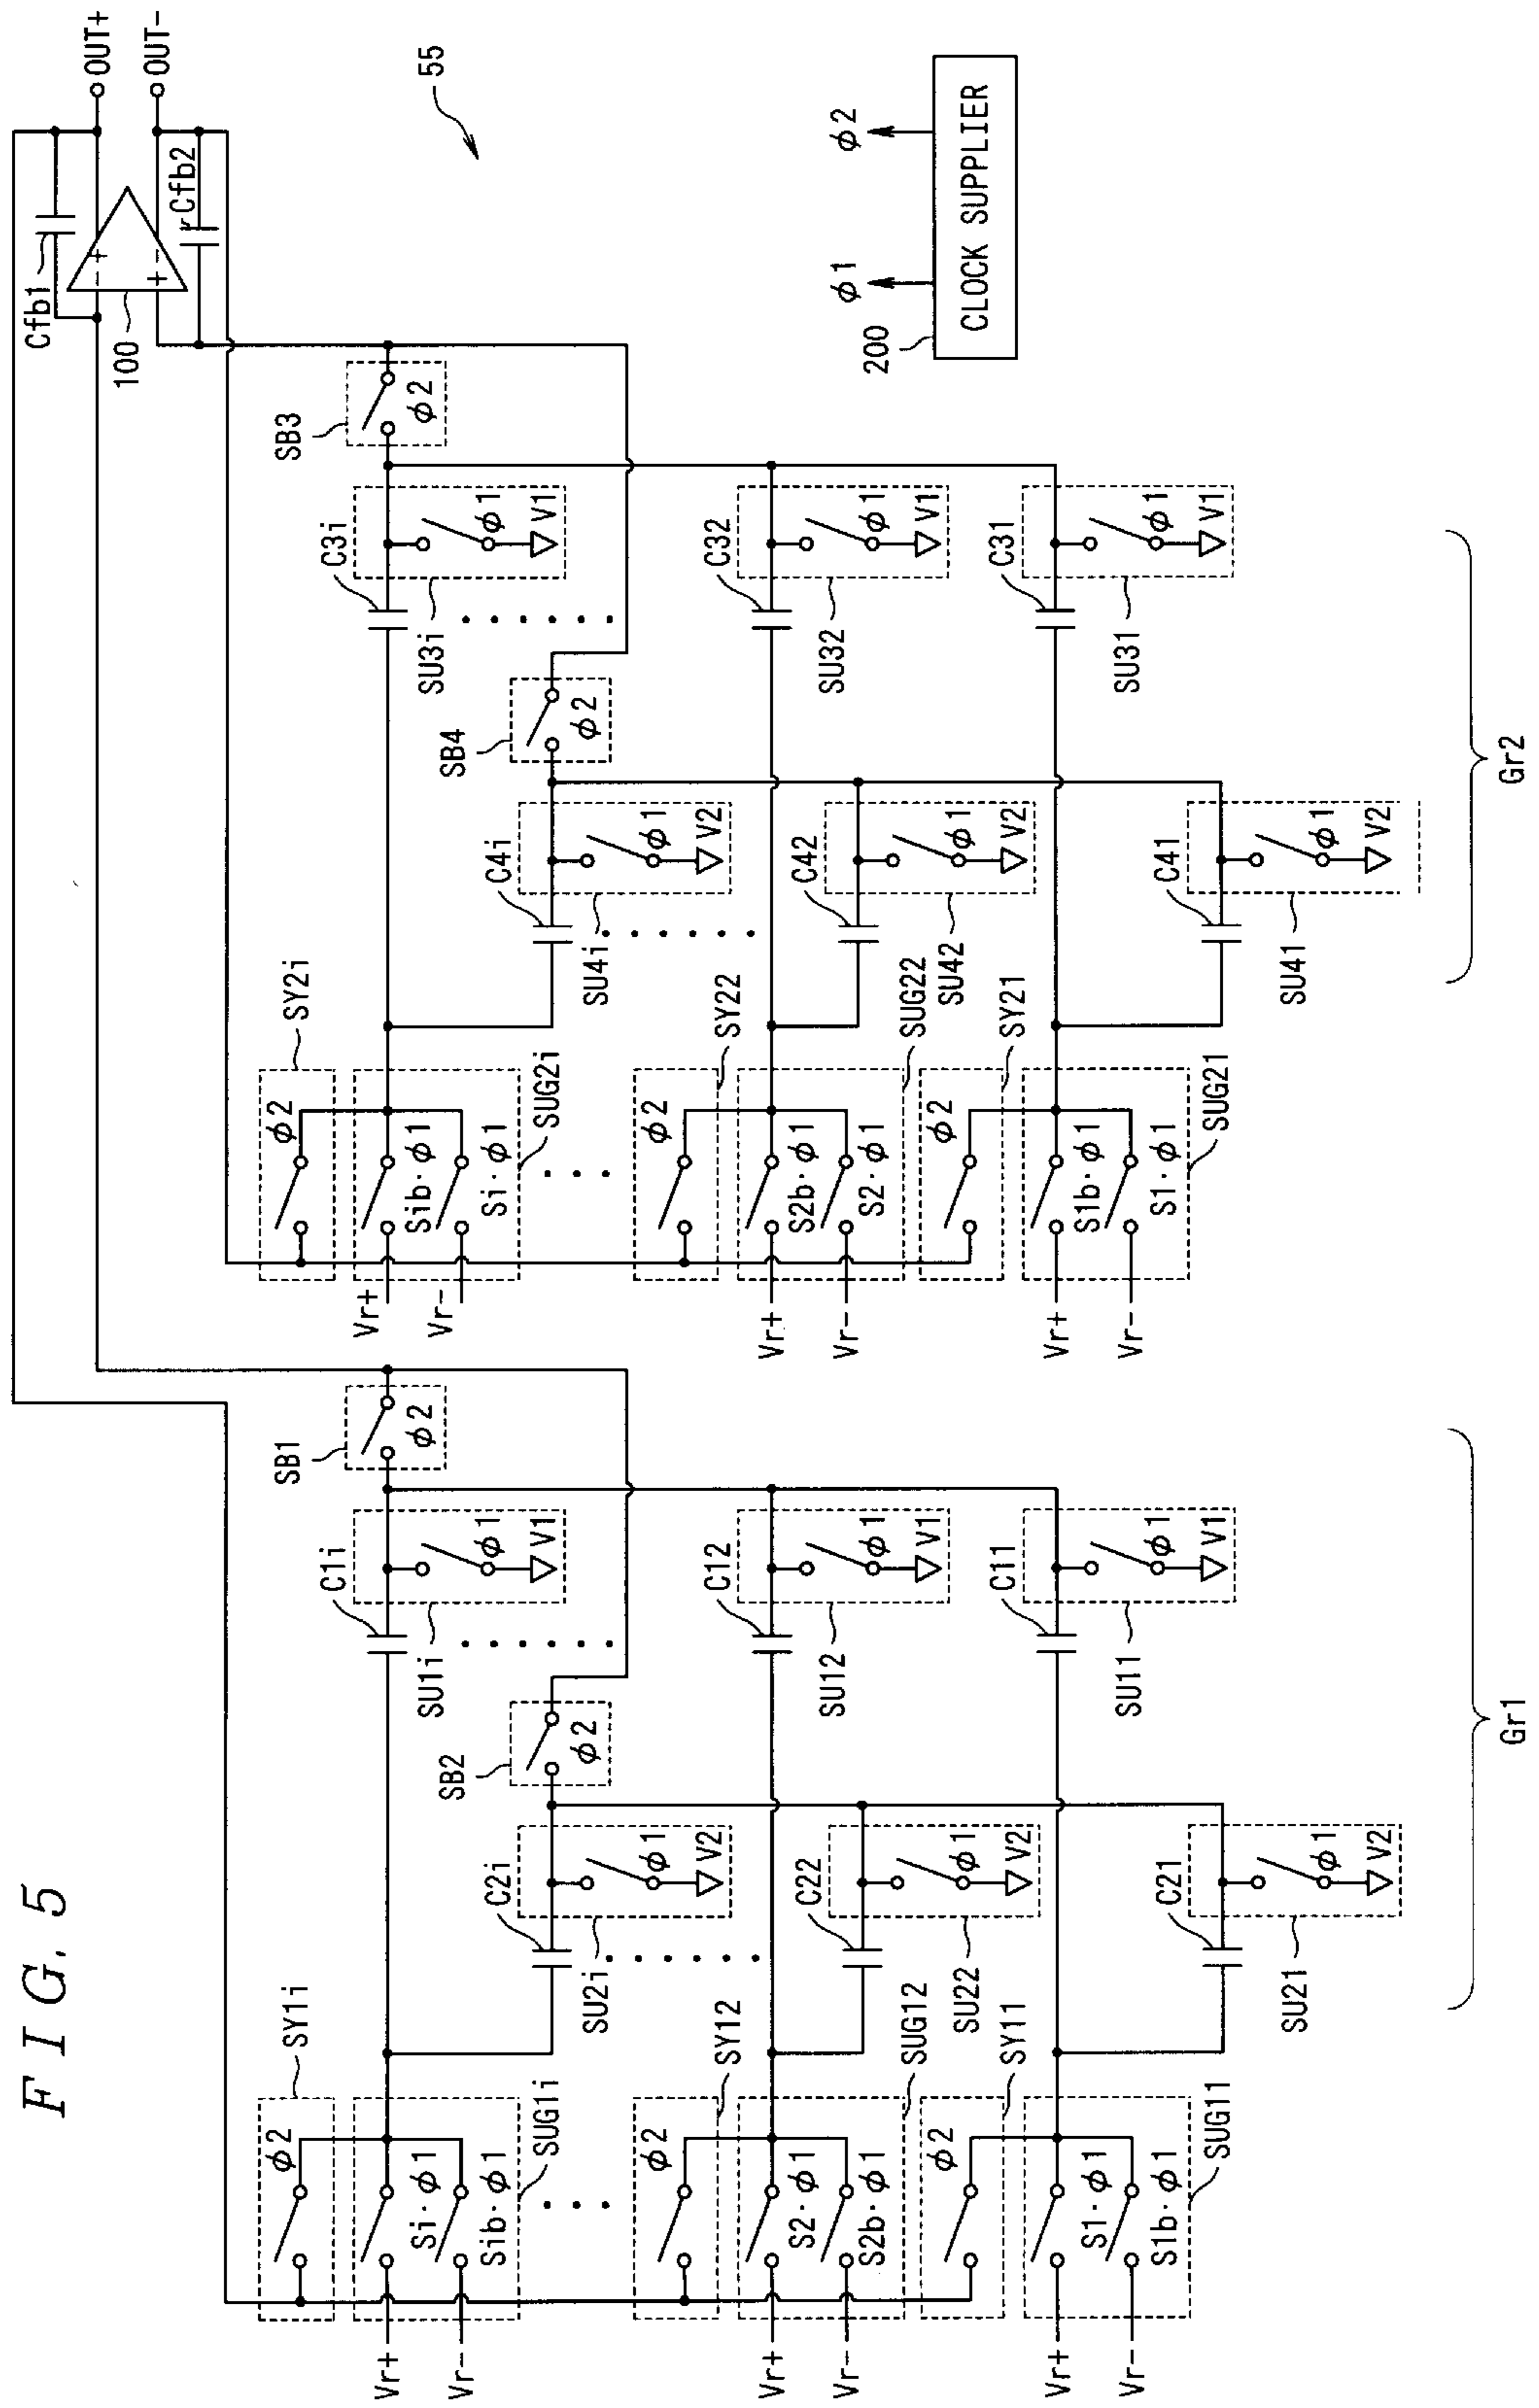 FIG. 5
Cfb1
OUT+
OUT-
100
Cfb2
- +
+ -
55
φ1
φ2
200
CLOCK SUPPLIER
SY1i
φ2
Vr+
Si·φ1
Vr-
Sib·φ1
SUG1i
C1i
SU1i
φ1
V1
SB1
φ2
C2i
SU2i
φ1
V2
SB2
φ2
SY12
φ2
Vr+
S2·φ1
Vr-
S2b·φ1
SUG12
C12
SU12
φ1
V1
C22
SU22
φ1
V2
SY11
φ2
Vr+
S1·φ1
Vr-
S1b·φ1
SUG11
C11
SU11
φ1
V1
C21
SU21
φ1
V2
Gr1
SY2i
φ2
Vr+
Sib·φ1
Vr-
Si·φ1
SUG2i
C3i
SU3i
φ1
V1
SB3
φ2
C4i
SU4i
φ1
V2
SB4
φ2
SY22
φ2
Vr+
S2b·φ1
Vr-
S2·φ1
SUG22
C32
SU32
φ1
V1
C42
SU42
φ1
V2
SY21
φ2
Vr+
S1b·φ1
Vr-
S1·φ1
SUG21
C31
SU31
φ1
V1
C41
SU41
φ1
V2
Gr2